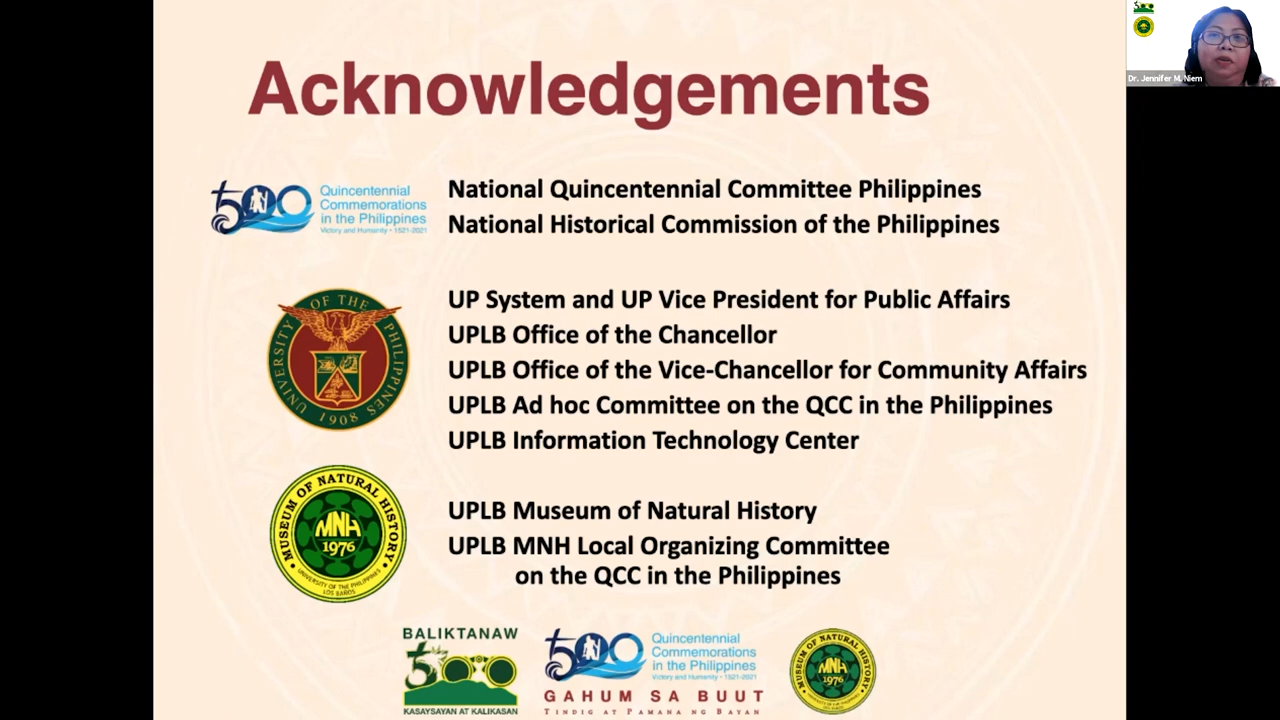 Acknowledgements
Dr. Jennifer M. Niem
500
Quincentennial
Commemorations
in the Philippines
Victory and Humanity • 1521-2021
National Quincentennial Committee Philippines
National Historical Commission of the Philippines
UNIVERSITY OF THE PHILIPPINES
1908
UP System and UP Vice President for Public Affairs
UPLB Office of the Chancellor
UPLB Office of the Vice-Chancellor for Community Affairs
UPLB Ad hoc Committee on the QCC in the Philippines
UPLB Information Technology Center
MUSEUM OF NATURAL HISTORY
MNH
1976
UNIVERSITY OF THE PHILIPPINES
LOS BAÑOS
UPLB Museum of Natural History
UPLB MNH Local Organizing Committee
on the QCC in the Philippines
BALIKTANAW
500
KASAYSAYAN AT KALIKASAN
500
Quincentennial
Commemorations
in the Philippines
Victory and Humanity • 1521-2021
GAHUM SA BUUT
TINDIG AT PAMANA NG BAYAN
MUSEUM OF NATURAL HISTORY
MNH
1976